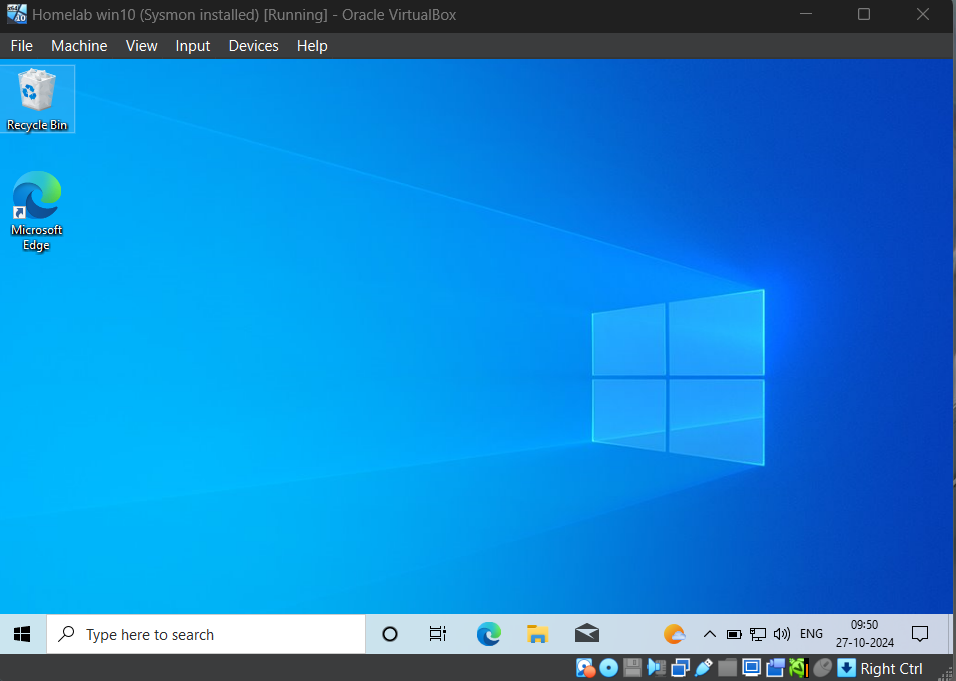 Homelab win10 (Sysmon installed) [Running] - Oracle VirtualBox
File Machine View Input Devices Help
Recycle Bin
Microsoft
Edge
Type here to search
ENG
09:50
27-10-2024
Right Ctrl